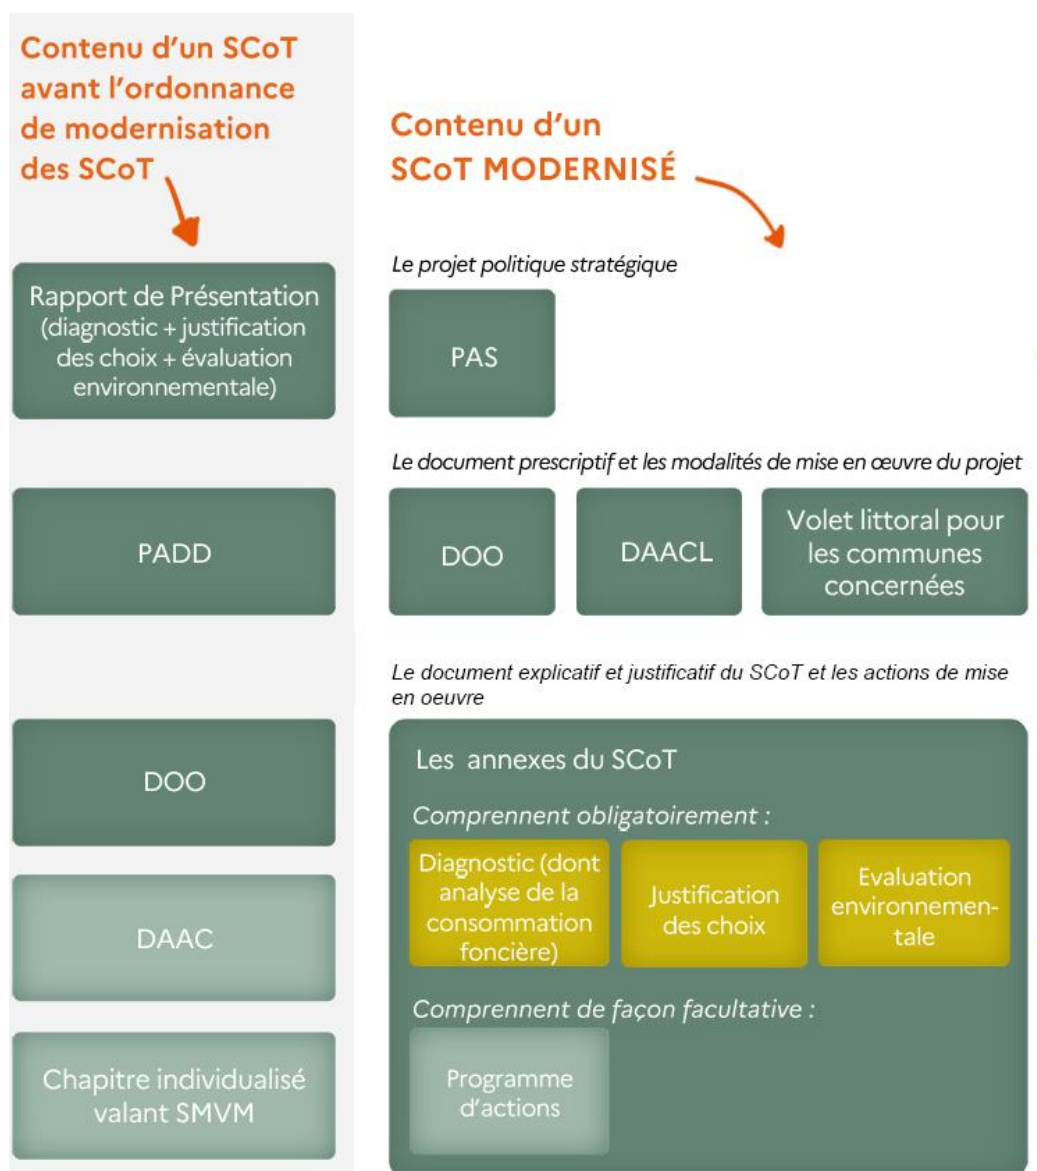 Contenu d'un SCoT
avant l'ordonnance
de modernisation
des SCoT
Rapport de Présentation
(diagnostic + justification
des choix + évaluation
environnementale)
PADD
DOO
DAAC
Chapitre individualisé
valant SMVM
Contenu d'un
SCoT MODERNISÉ
Le projet politique stratégique
PAS
Le document prescriptif et les modalités de mise en œuvre du projet
DOO
DAACL
Volet littoral pour
les communes
concernées
Le document explicatif et justificatif du SCoT et les actions de mise
en oeuvre
Les annexes du SCoT
Comprennent obligatoirement :
Diagnostic (dont
analyse de la
consommation
foncière)
Justification
des choix
Evaluation
environnemen-
tale
Comprennent de façon facultative :
Programme
d'actions